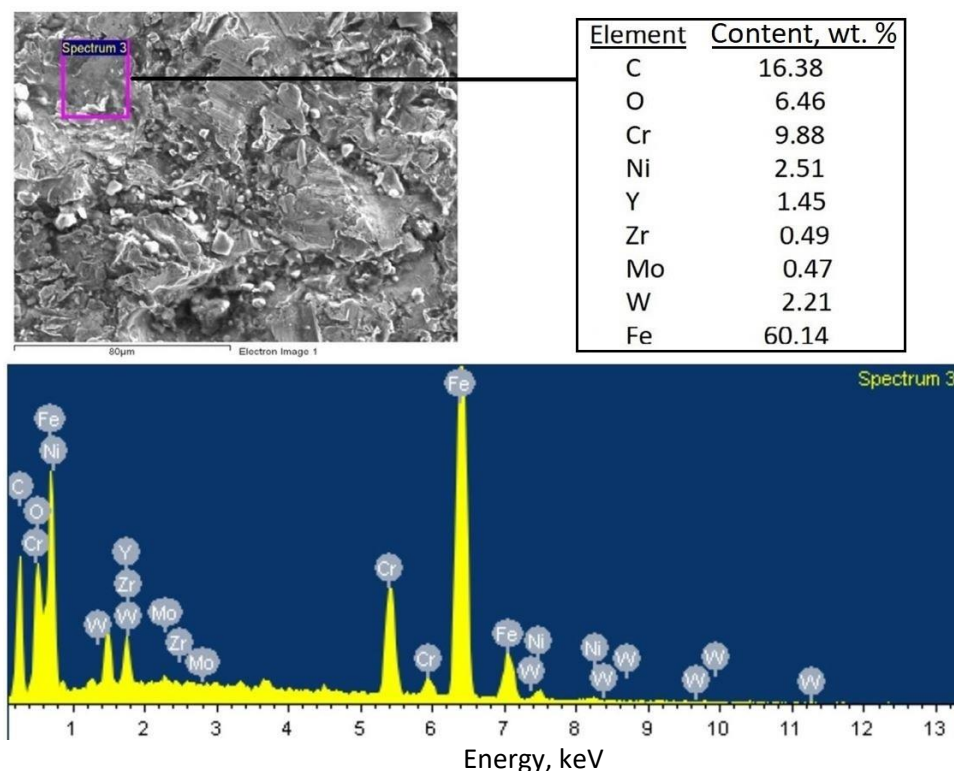 Spectrum 3
80µm Electron Image 1
Element Content, wt. %
C 16.38
O 6.46
Cr 9.88
Ni 2.51
Y 1.45
Zr 0.49
Mo 0.47
W 2.21
Fe 60.14
Spectrum 3
Fe
Fe
Ni
C
O
Cr
W
Y
Zr
W
Mo
Zr
Mo
Cr
Cr
Fe
Ni
W
Ni
W
W
W
W
W
1 2 3 4 5 6 7 8 9 10 11 12 13
Energy, keV